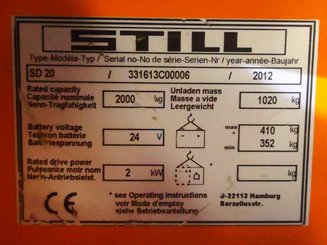 STILL
Type-Modèle-Typ / Serial no-No de série-Serien-Nr / year-année-Baujahr
SD 20 / 331613C00006 / 2012
Rated capacity
Capacité nominale 2000 kg
Nenn-Tragfähigkeit
Unladen mass
Masse a vide 1020 kg
Leergewicht
Battery voltage
Tension batterie 24 V
Batteriespannung
max 410 kg
min 352 kg
Rated drive power
Puissance motr nom 2 kW
Nenn-Antriebsleist.
CE
* see Operating instructions
voir Mode d'employ
siehe Betriebsanleitung
D-22113 Hamburg
Berzeliusstr.